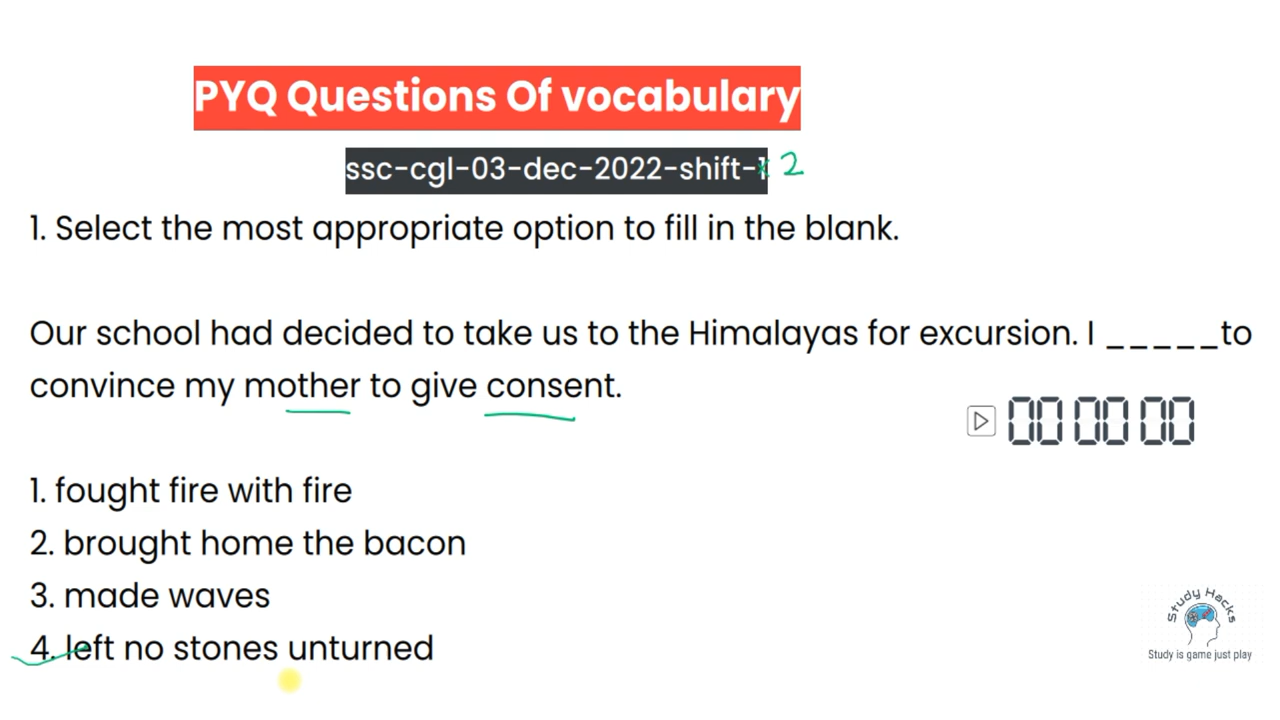 PYQ Questions Of vocabulary
ssc-cgl-03-dec-2022-shift-1 2
1. Select the most appropriate option to fill in the blank.
Our school had decided to take us to the Himalayas for excursion. I _____to
convince my mother to give consent.
00 00 00
1. fought fire with fire
2. brought home the bacon
3. made waves
4. left no stones unturned
Study Hacks
Study is game just play